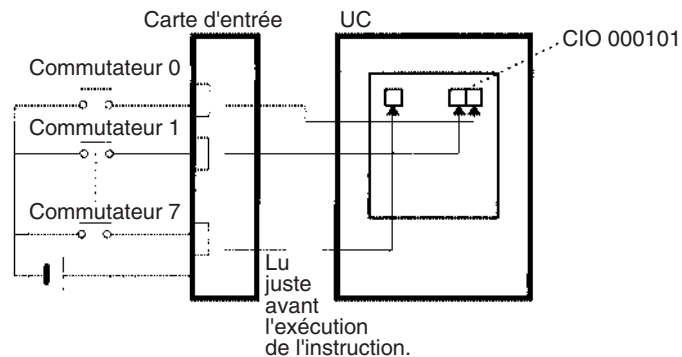 Carte d'entrée
UC
CIO 000101
Commutateur 0
Commutateur 1
Commutateur 7
Lu
juste
avant
l'exécution
de l'instruction.